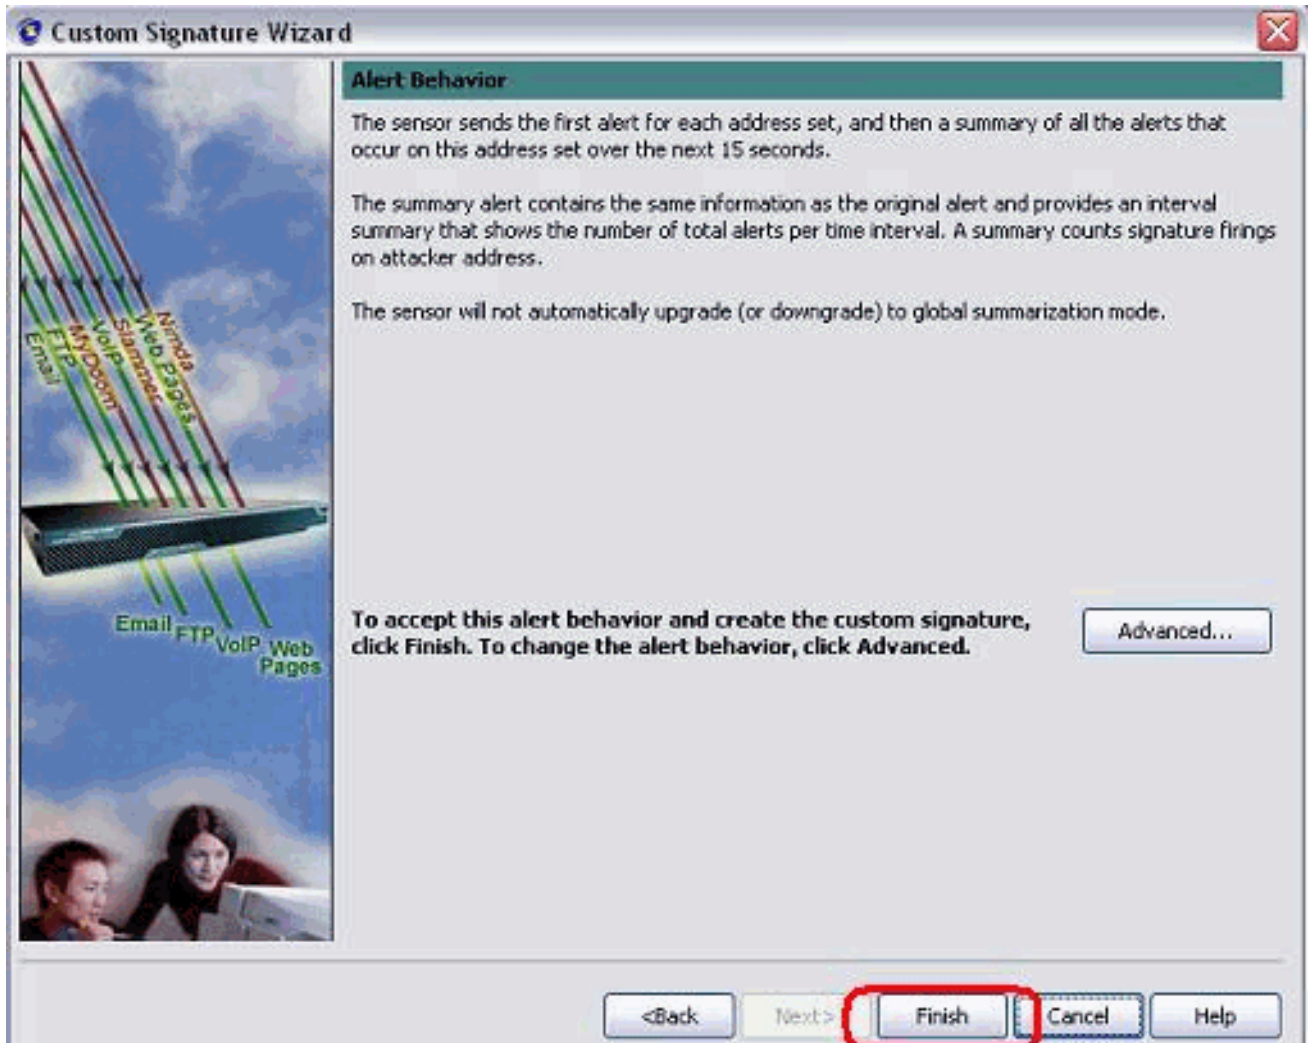 Custom Signature Wizard
Alert Behavior
The sensor sends the first alert for each address set, and then a summary of all the alerts that
occur on this address set over the next 15 seconds.
The summary alert contains the same information as the original alert and provides an interval
summary that shows the number of total alerts per time interval. A summary counts signature firings
on attacker address.
The sensor will not automatically upgrade (or downgrade) to global summarization mode.
Email
FTP
MyDoom
VoIP
Slammer
Web Pages
Nimda
Email
FTP
VoIP
Web
Pages
To accept this alert behavior and create the custom signature,
click Finish. To change the alert behavior, click Advanced.
Advanced...
<Back
Next>
Finish
Cancel
Help